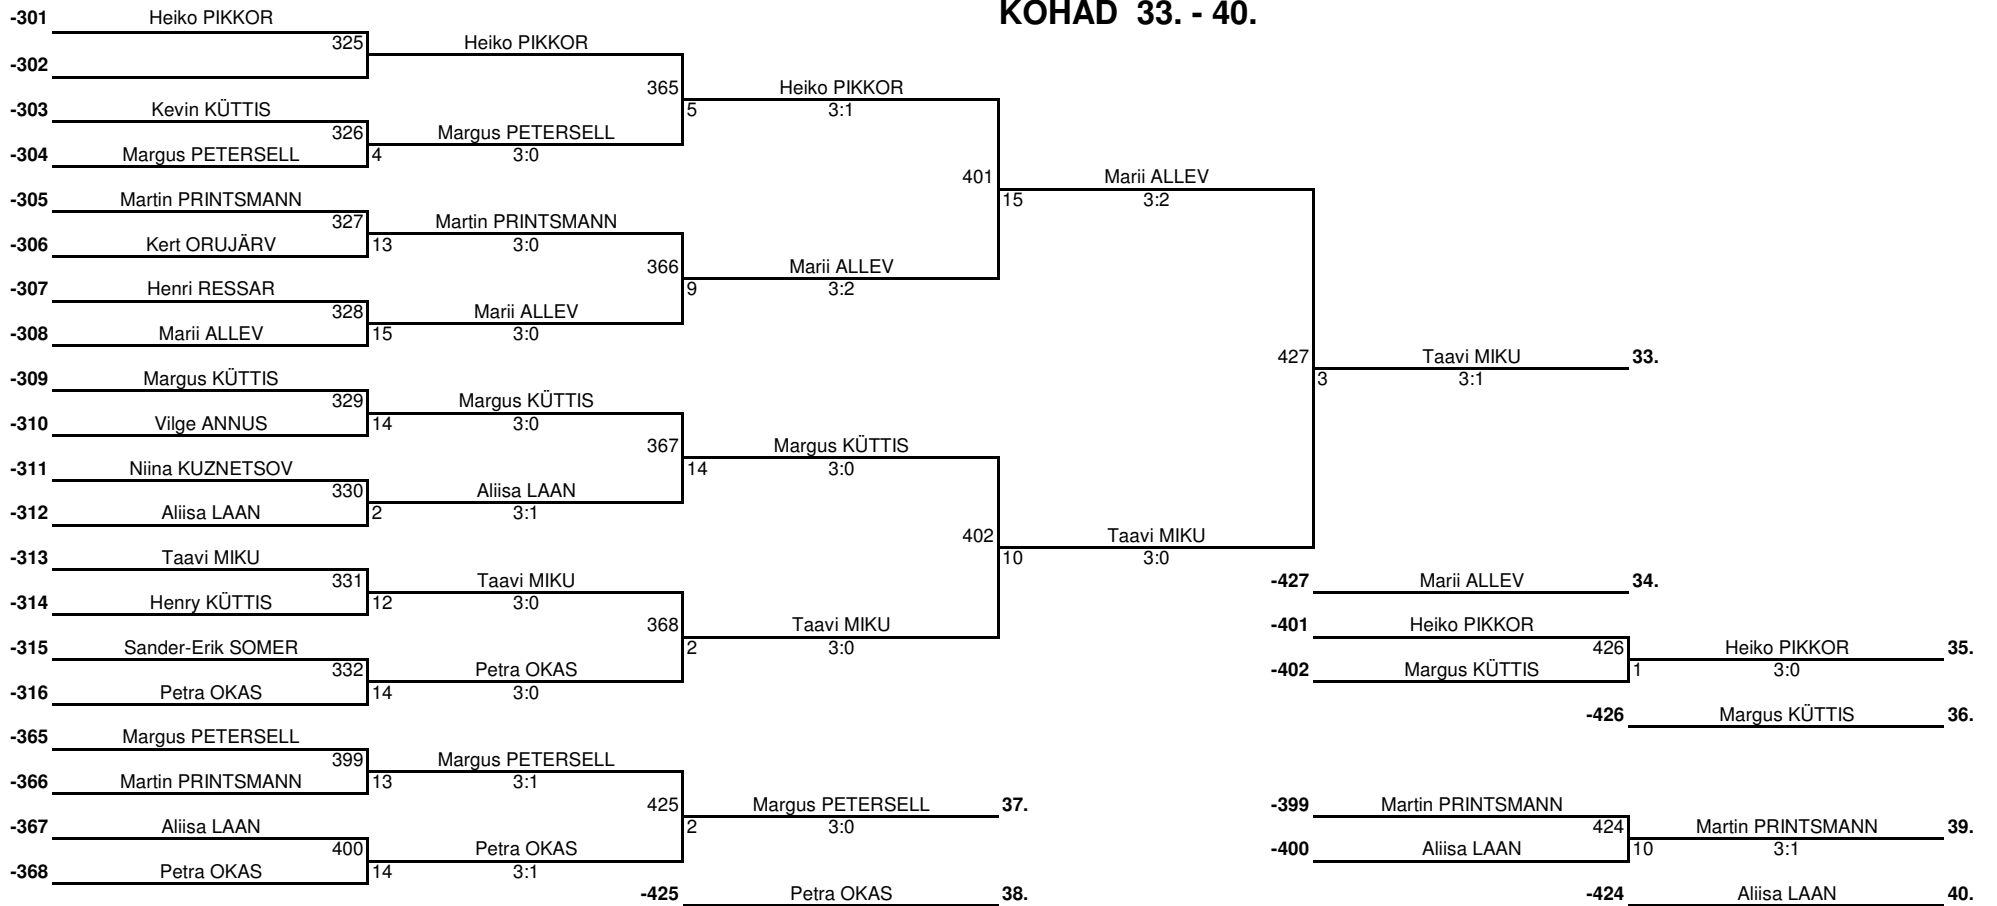 KOHAD 33. - 40.
-301 Heiko PIKKOR
325 Heiko PIKKOR
-302
365 Heiko PIKKOR
-303 Kevin KÜTTIS
5 3:1
326 Margus PETERSELL
-304 Margus PETERSELL 4 3:0
401 Marii ALLEV
-305 Martin PRINTSMANN 15 3:2
327 Martin PRINTSMANN
-306 Kert ORUJÄRV 13 3:0
366 Marii ALLEV
-307 Henri RESSAR 9 3:2
328 Marii ALLEV
-308 Marii ALLEV 15 3:0
427 Taavi MIKU 33.
-309 Margus KÜTTIS 3 3:1
329 Margus KÜTTIS
-310 Vilge ANNUS 14 3:0
367 Margus KÜTTIS
-311 Niina KUZNETSOV 14 3:0
330 Aliisa LAAN
-312 Aliisa LAAN 2 3:1
402 Taavi MIKU
-313 Taavi MIKU 10 3:0
331 Taavi MIKU -427 Marii ALLEV 34.
-314 Henry KÜTTIS 12 3:0
368 Taavi MIKU -401 Heiko PIKKOR
-315 Sander-Erik SOMER 2 3:0 426 Heiko PIKKOR 35.
332 Petra OKAS -402 Margus KÜTTIS 1 3:0
-316 Petra OKAS 14 3:0
-426 Margus KÜTTIS 36.
-365 Margus PETERSELL
399 Margus PETERSELL
-366 Martin PRINTSMANN 13 3:1
425 Margus PETERSELL 37. -399 Martin PRINTSMANN
-367 Aliisa LAAN 2 3:0 424 Martin PRINTSMANN 39.
400 Petra OKAS -400 Aliisa LAAN 10 3:1
-368 Petra OKAS 14 3:1
-425 Petra OKAS 38. -424 Aliisa LAAN 40.